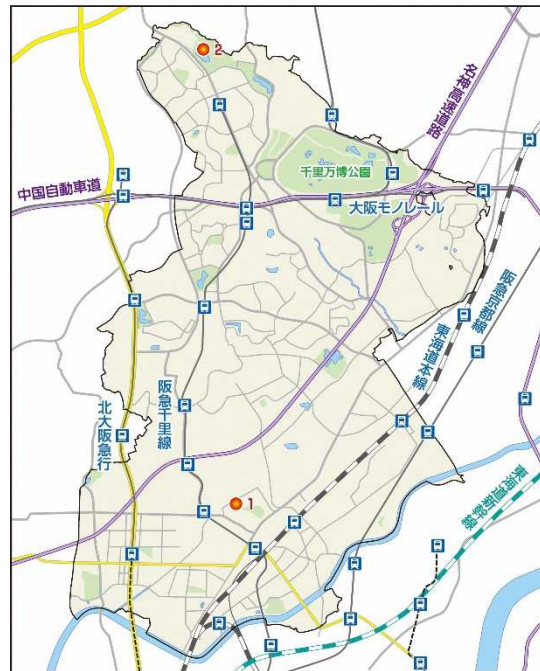 2
名神高速道路
千里万博公園
中国自動車道
大阪モノレール
阪急京都線
東海道本線
阪急千里線
北大阪急行
1
東海道新幹線